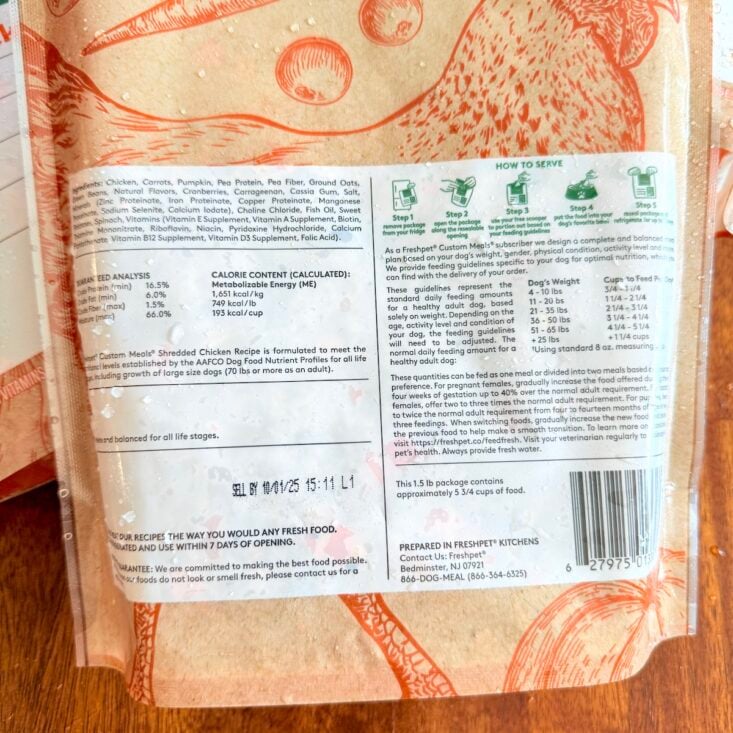 Ingredients: Chicken, Carrots, Pumpkin, Pea Protein, Pea Fiber, Ground Oats,
Beans, Natural Flavors, Cranberries, Carrageenan, Cassia Gum, Salt,
(Zinc Proteinate, Iron Proteinate, Copper Proteinate, Manganese
Sodium Selenite, Calcium Iodate), Choline Chloride, Fish Oil, Sweet
Spinach, Vitamins (Vitamin E Supplement, Vitamin A Supplement, Biotin,
Mononitrate, Riboflavin, Niacin, Pyridoxine Hydrochloride, Calcium
Vitamin B12 Supplement, Vitamin D3 Supplement, Folic Acid).
ANALYSIS
Protein (min) 16.5%
Fat (min) 6.0%
Fiber (max) 1.5%
(max) 66.0%
CALORIE CONTENT (CALCULATED):
Metabolizable Energy (ME)
1,651 kcal/kg
749 kcal/lb
193 kcal/cup
Custom Meals® Shredded Chicken Recipe is formulated to meet the
levels established by the AAFCO Dog Food Nutrient Profiles for all life
including growth of large size dogs (70 lbs or more as an adult).
and balanced for all life stages.
SELL BY 10/01/25 15:11 L1
OUR RECIPES THE WAY YOU WOULD ANY FRESH FOOD.
AND USE WITHIN 7 DAYS OF OPENING.
We are committed to making the best food possible.
our foods do not look or smell fresh, please contact us for a
HOW TO SERVE
Step 1
remove package
from your fridge
Step 2
open the package
along the resealable
opening
Step 3
use your free scooper
to portion out based on
your feeding guidelines
Step 4
put the food into your
dog's favorite bowl
Step 5
reseal
refrigerate for up to
As a Freshpet® Custom Meals® subscriber we design a complete and balanced
plan based on your dog's weight, gender, physical condition, activity level and
We provide feeding guidelines specific to your dog for optimal nutrition,
can find with the delivery of your order.
These guidelines represent the
standard daily feeding amounts
for a healthy adult dog, based
solely on weight. Depending on the
age, activity level and condition of
your dog, the feeding guidelines
will need to be adjusted. The
normal daily feeding amount for a
healthy adult dog:
Dog's Weight Cups to Feed
4 - 10 lbs 3/4 - 1 1/4
11 - 20 lbs 1 1/4 - 2 1/4
21 - 35 lbs 2 1/4 - 3 1/4
36 - 50 lbs 3 1/4 - 4 1/4
51 - 65 lbs 4 1/4 - 5 1/4
+ 25 lbs +1 1/4 cups
*Using standard 8 oz. measuring
These quantities can be fed as one meal or divided into two meals based
preference. For pregnant females, gradually increase the food offered
four weeks of gestation up to 40% over the normal adult requirement.
females, offer two to three times the normal adult requirement. For
to twice the normal adult requirement from four to fourteen months of
three feedings. When switching foods, gradually increase the new food
the previous food to help make a smooth transition. To learn more
visit https://freshpet.co/feedfresh. Visit your veterinarian regularly to
pet's health. Always provide fresh water.
This 1.5 lb package contains
approximately 5 3/4 cups of food.
PREPARED IN FRESHPET® KITCHENS
Contact Us: Freshpet®
Bedminster, NJ 07921
866-DOG-MEAL (866-364-6325)
6 27975 01
VITAMINS